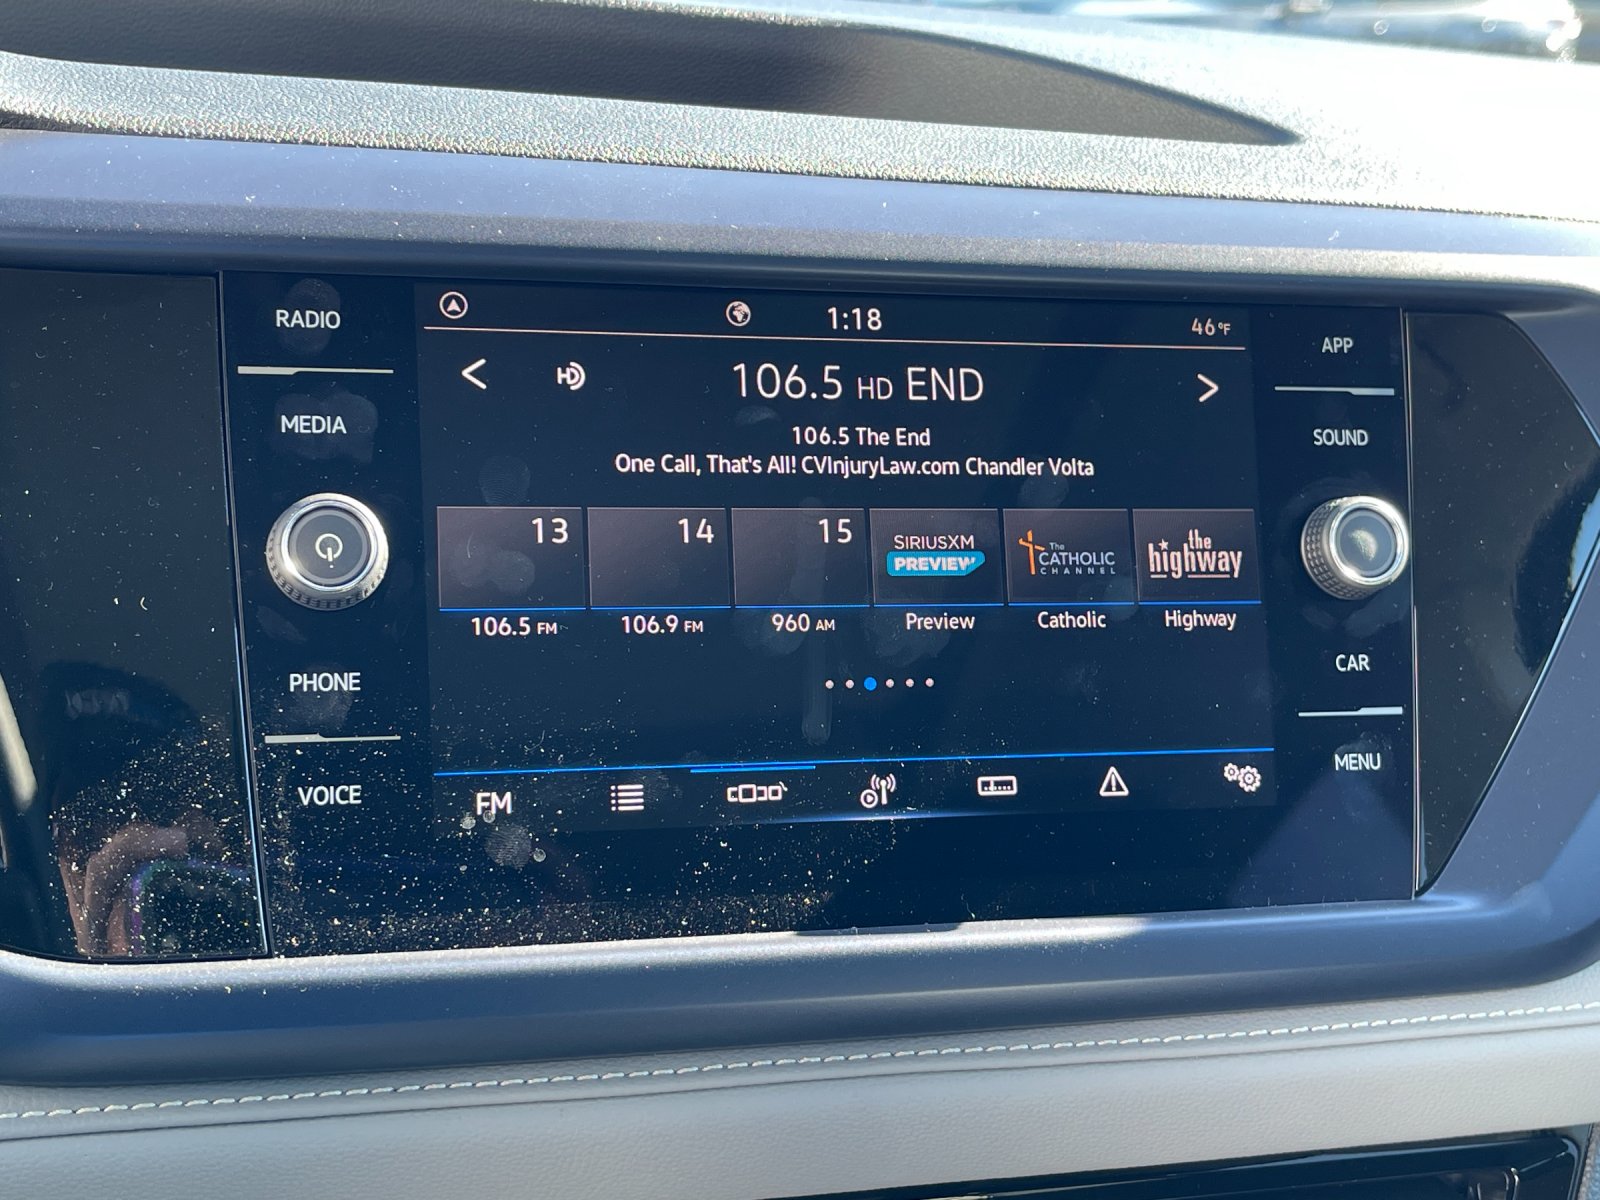 RADIO
MEDIA
PHONE
VOICE
1:18
46°F
HD
106.5 HD END
106.5 The End
One Call, That's All! CVInjuryLaw.com Chandler Volta
13
14
15
SIRIUSXM
PREVIEW
The
CATHOLIC
CHANNEL
the
highway
106.5 FM
106.9 FM
960 AM
Preview
Catholic
Highway
FM
APP
SOUND
CAR
MENU